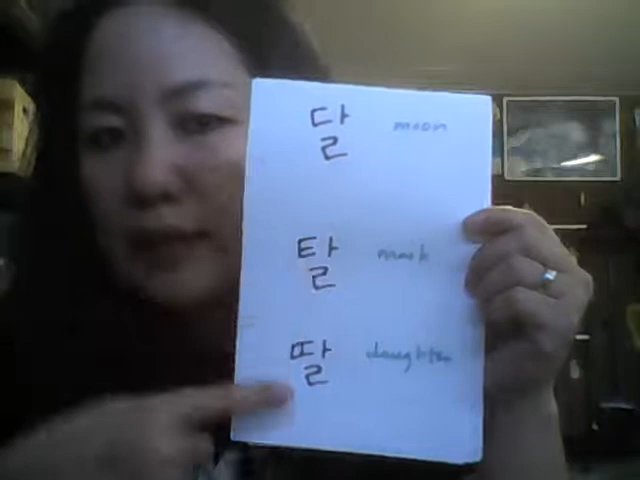 달 moon
탈 mask
딸 daughter